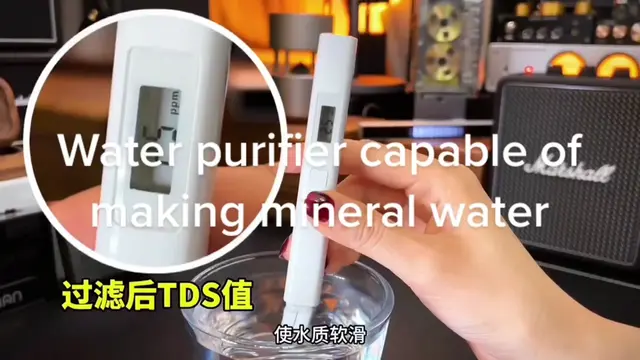 ppm
Water purifier capable of
making mineral water
Marshall
过滤后TDS值
使水质软滑